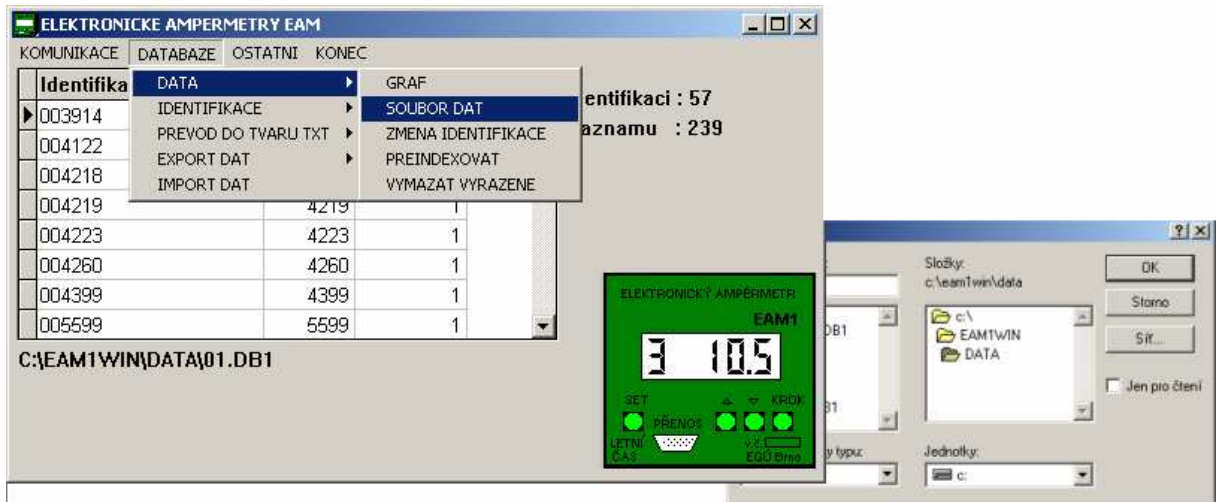 ELEKTRONICKE AMPERMETRY EAM
KOMUNIKACE DATABAZE OSTATNI KONEC
Identifika
DATA
IDENTIFIKACE
PREVOD DO TVARU TXT
EXPORT DAT
IMPORT DAT
GRAF
SOUBOR DAT
ZMENA IDENTIFIKACE
PREINDEXOVAT
VYMAZAT VYRAZENE
entifikaci : 57
aznamu : 239
003914
004122
004218
004219 4219 1
004223 4223 1
004260 4260 1
004399 4399 1
005599 5599 1
C:\EAM1WIN\DATA\01.DB1
ELEKTRONICKÝ AMPÉRMETR
EAM1
3 10.5
SET KROK
PŘENOS
LETNÍ ČAS
v.č.
EGÚ Brno
Složky:
c:\eam1win\data
c:\
EAM1WIN
DATA
DB1
B1
y typu:
Jednotky:
c:
OK
Storno
Síť...
Jen pro čtení